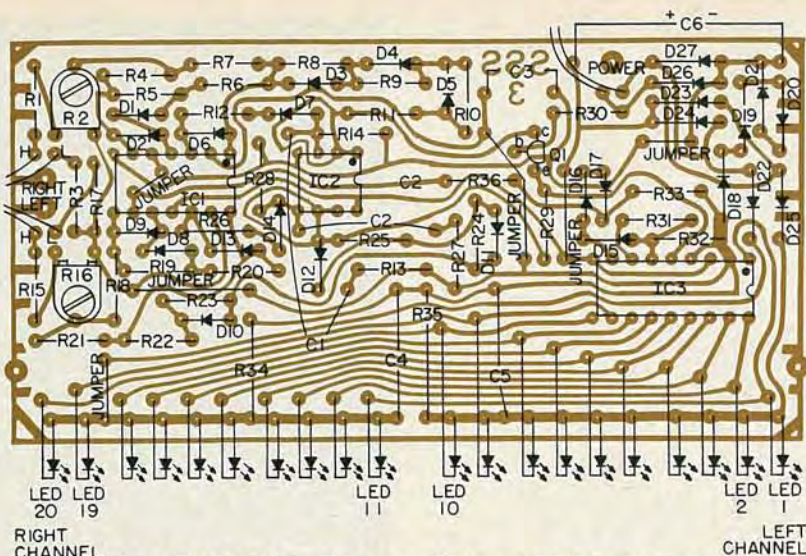 + C6 -
R7 R8 D4 D27
R4 R6 D3 R9 C3 POWER D26 D21
R1 R5 D5 D23 D20
R2 D1 R12 D7 R11 R10 R30 D24 D19
D2 D6 R14 c
H L b Q1 JUMPER
RIGHT JUMPER e D17
LEFT R3 R17 IC1 R28 IC2 C2 R36 D16 R33 D22
H L D9 R26 C2 R24 JUMPER R29 JUMPER R31 D18 D25
D8 D13 D14 R25 R27 D11 D15 R32
R16 R19 R20 D12 R13
R15 R18 JUMPER IC3
R23 R35
D10
R21 R22 C1 C4
JUMPER R34 C5
LED 20
LED 19
LED 11
LED 10
LED 2
LED 1
RIGHT CHANNEL
LEFT CHANNEL